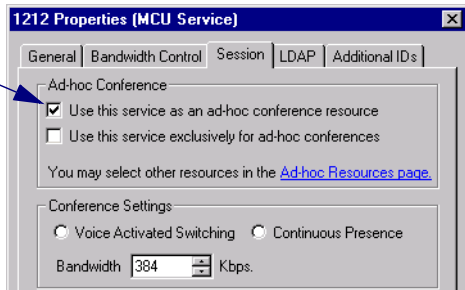 1212 Properties (MCU Service)
General Bandwidth Control Session LDAP Additional IDs
Ad-hoc Conference
Use this service as an ad-hoc conference resource
Use this service exclusively for ad-hoc conferences
You may select other resources in the Ad-hoc Resources page.
Conference Settings
Voice Activated Switching Continuous Presence
Bandwidth 384 Kbps.